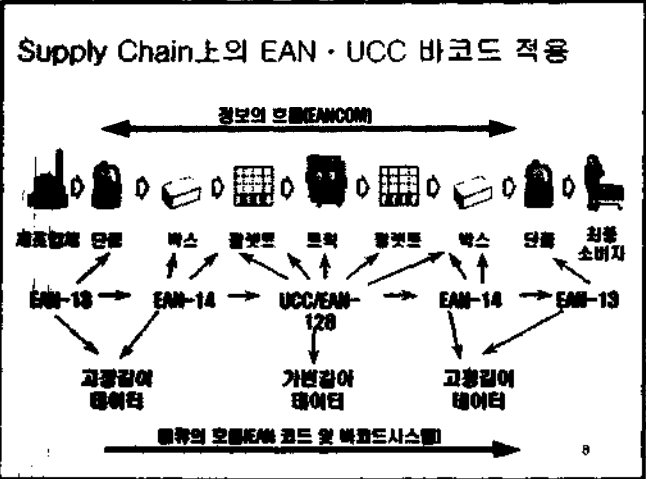 Supply Chain上의 EAN · UCC 바코드 적용
정보의 흐름(EANCOM)
제조업체 단품 박스 팔렛트 트럭 팔렛트 박스 단품 최종
소비자
EAN-13 EAN-14 UCC/EAN- EAN-14 EAN-13
128
고정길이 가변길이 고정길이
데이터 데이터 데이터
물류의 흐름(EAN 코드 및 바코드시스템)